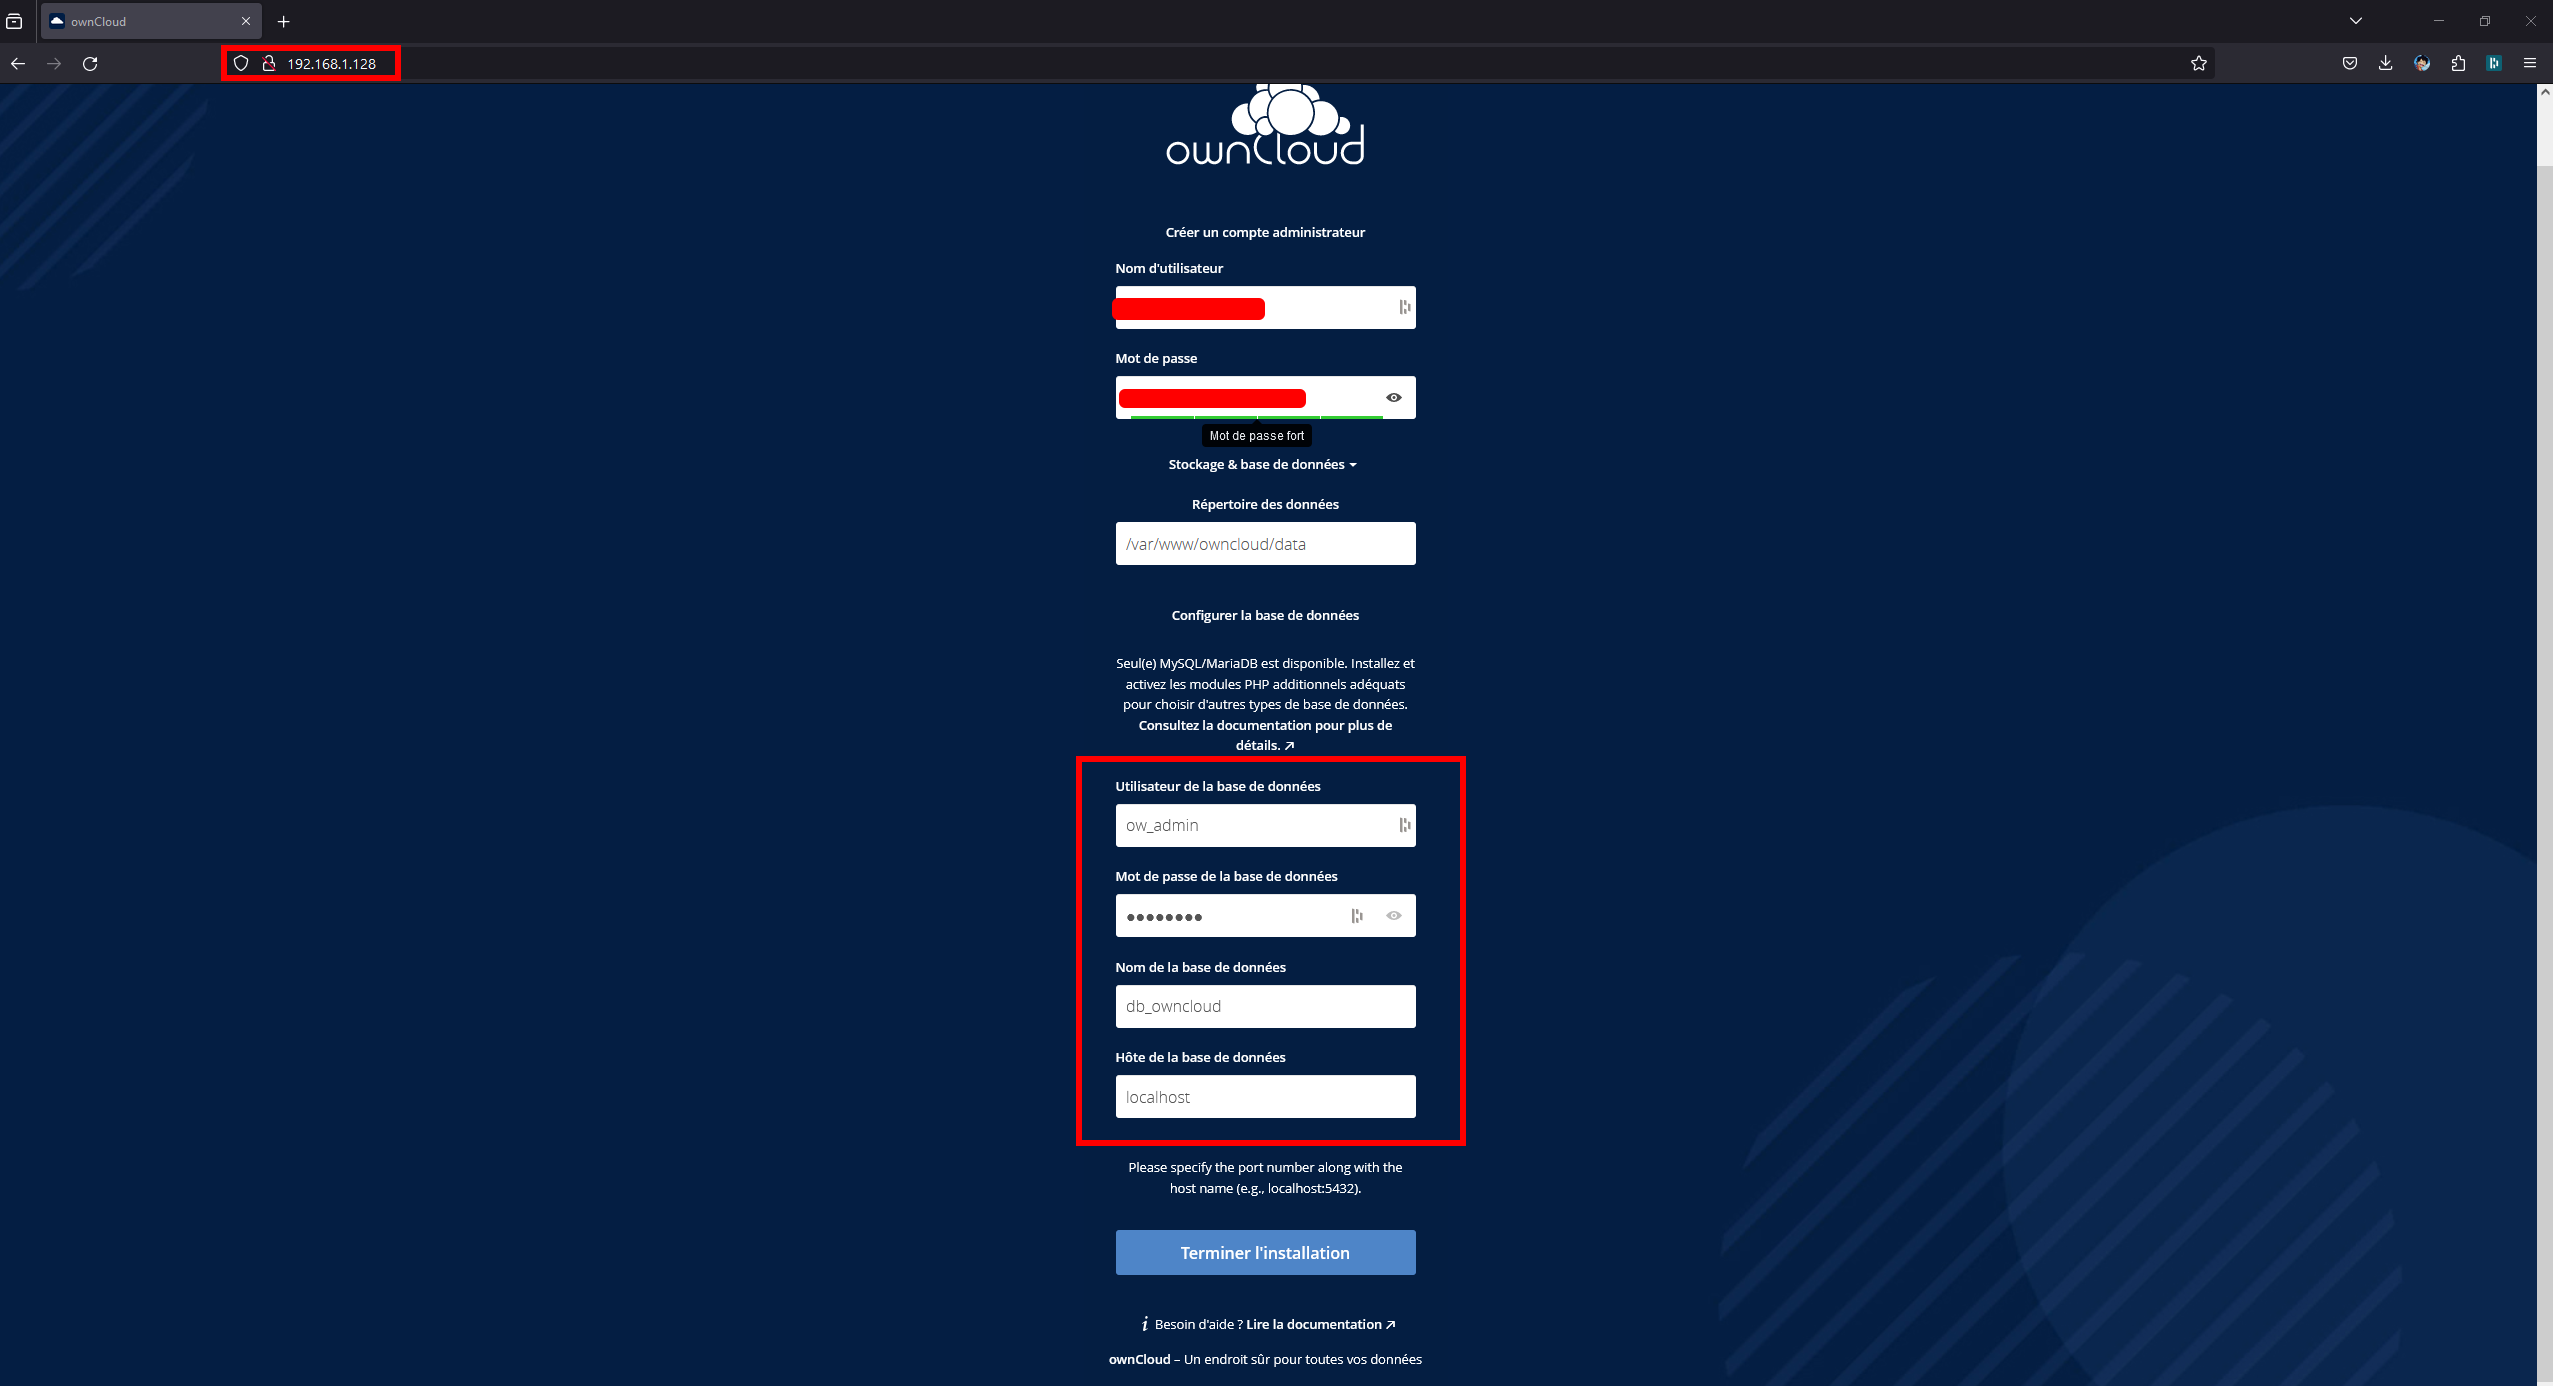 ownCloud
192.168.1.128
ownCloud
Créer un compte administrateur
Nom d'utilisateur
Mot de passe
Mot de passe fort
Stockage & base de données
Répertoire des données
/var/www/owncloud/data
Configurer la base de données
Seul(e) MySQL/MariaDB est disponible. Installez et
activez les modules PHP additionnels adéquats
pour choisir d'autres types de base de données.
Consultez la documentation pour plus de
détails.
Utilisateur de la base de données
ow_admin
Mot de passe de la base de données
Nom de la base de données
db_owncloud
Hôte de la base de données
localhost
Please specify the port number along with the
host name (e.g., localhost:5432).
Terminer l'installation
Besoin d'aide ? Lire la documentation
ownCloud – Un endroit sûr pour toutes vos données